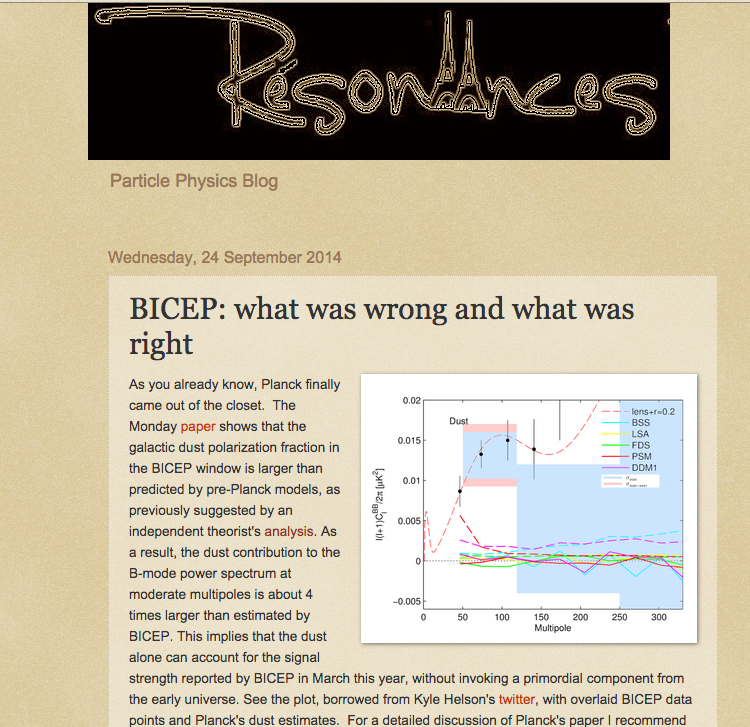 Résonances
Particle Physics Blog
Wednesday, 24 September 2014
BICEP: what was wrong and what was
right
As you already know, Planck finally
came out of the closet. The
Monday paper shows that the
galactic dust polarization fraction in
the BICEP window is larger than
predicted by pre-Planck models, as
previously suggested by an
independent theorist's analysis. As
a result, the dust contribution to the
B-mode power spectrum at
moderate multipoles is about 4
times larger than estimated by
BICEP. This implies that the dust
alone can account for the signal
strength reported by BICEP in March this year, without invoking a primordial component from
the early universe. See the plot, borrowed from Kyle Helson's twitter, with overlaid BICEP data
points and Planck's dust estimates. For a detailed discussion of Planck's paper I recommend
0.02
0.015
0.01
0.005
0
−0.005
l(l+1)C_l^BB/2π [μK²]
Dust
lens+r=0.2
BSS
LSA
FDS
PSM
DDM1
0 50 100 150 200 250 300
Multipole